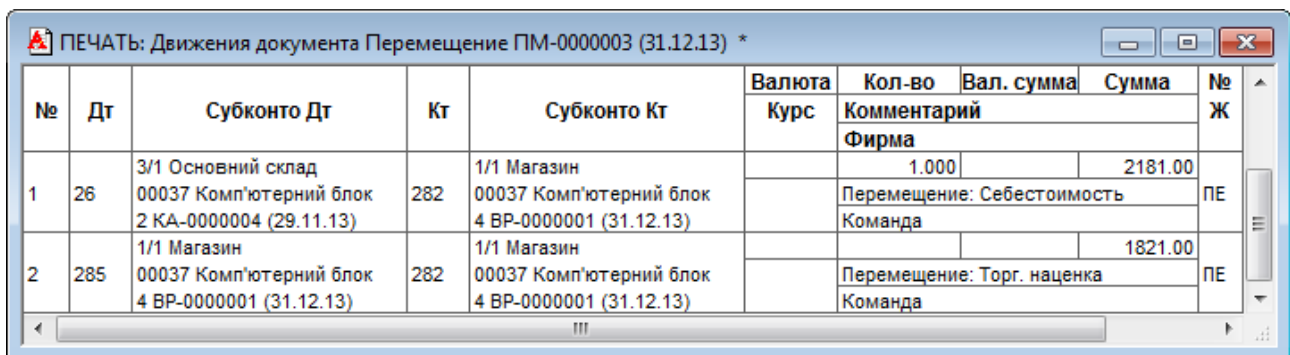 ПЕЧАТЬ: Движения документа Перемещение ПМ-0000003 (31.12.13) *
№ Дт Субконто Дт Кт Субконто Кт Валюта Кол-во Вал. сумма Сумма №
Курс Комментарий Ж
Фирма
3/1 Основний склад 1/1 Магазин 1.000 2181.00
1 26 00037 Комп'ютерний блок 282 00037 Комп'ютерний блок Перемещение: Себестоимость ПЕ
2 КА-0000004 (29.11.13) 4 ВР-0000001 (31.12.13) Команда
1/1 Магазин 1/1 Магазин 1821.00
2 285 00037 Комп'ютерний блок 282 00037 Комп'ютерний блок Перемещение: Торг. наценка ПЕ
4 ВР-0000001 (31.12.13) 4 ВР-0000001 (31.12.13) Команда